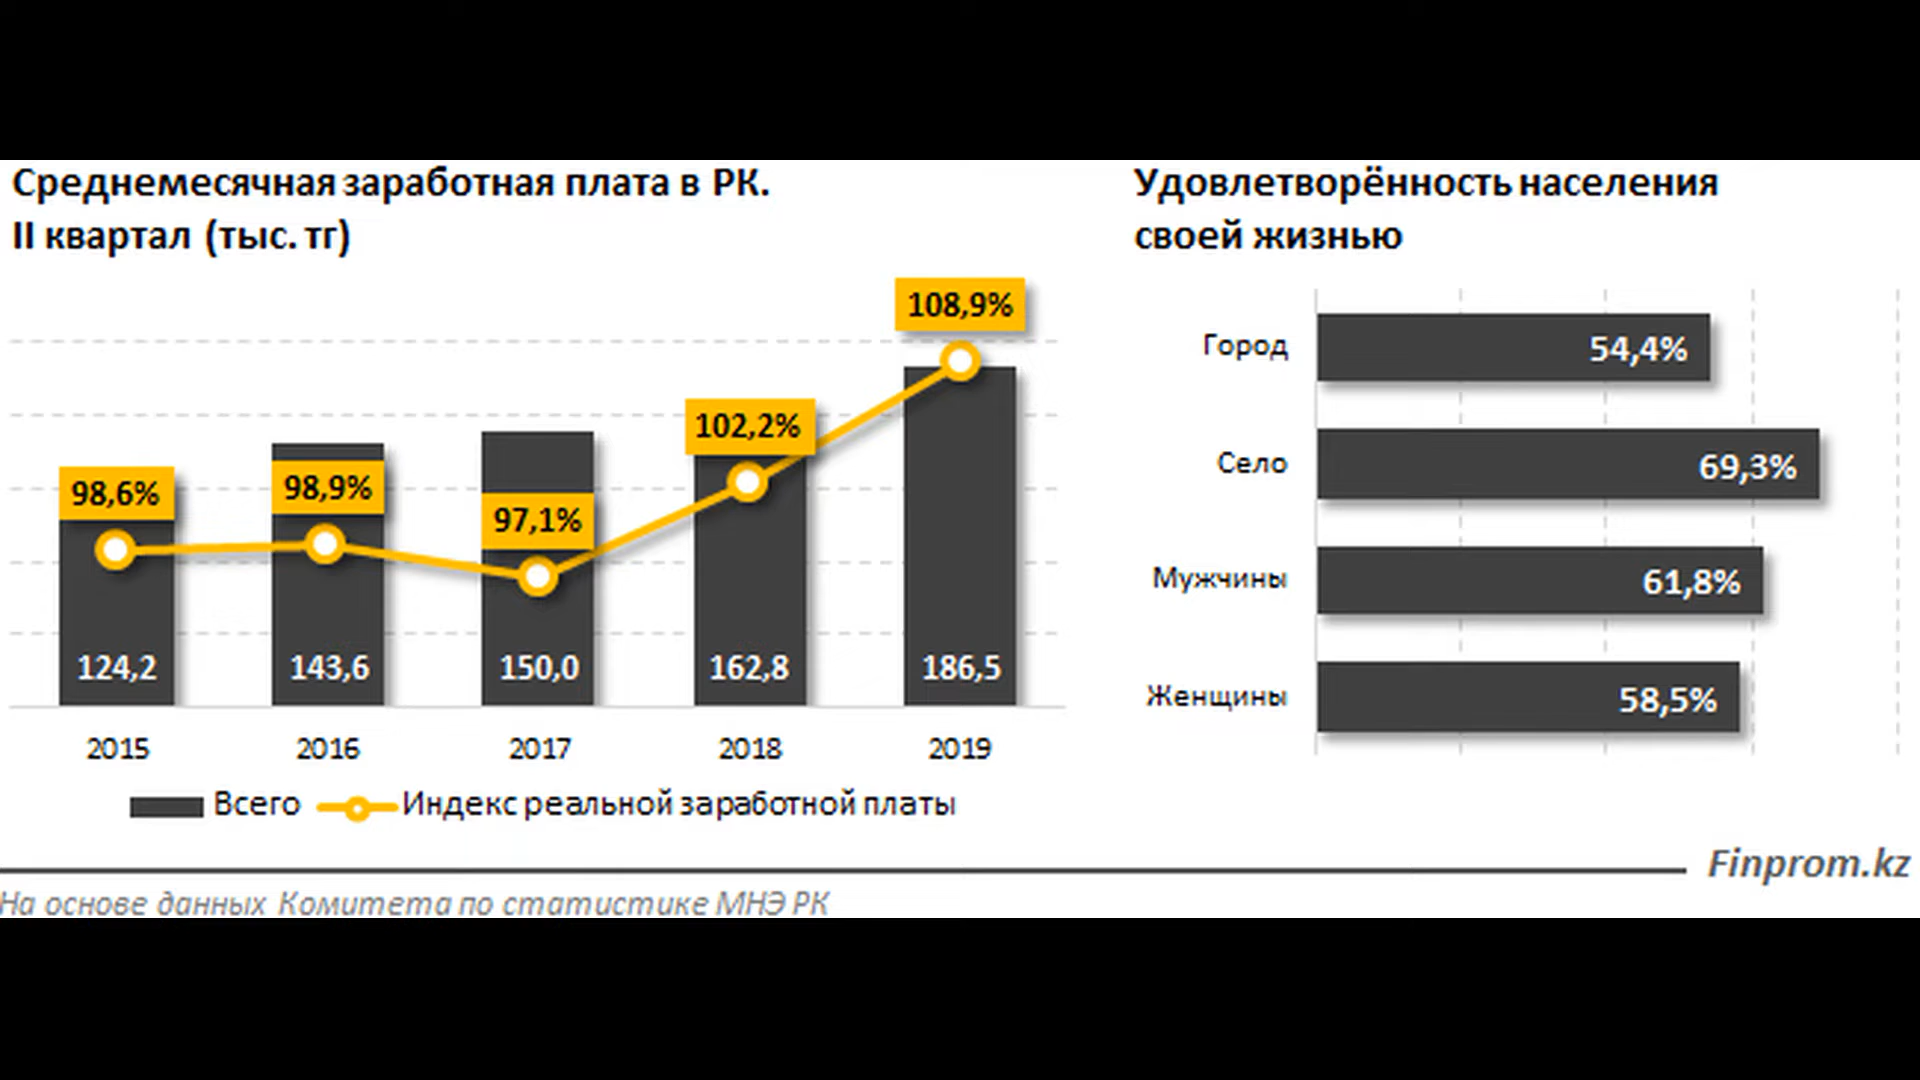 Среднемесячная заработная плата в РК.
II квартал (тыс. тг)
108,9%
102,2%
98,6%
98,9%
97,1%
124,2
143,6
150,0
162,8
186,5
2015
2016
2017
2018
2019
Всего
Индекс реальной заработной платы
Удовлетворённость населения
своей жизнью
Город
54,4%
Село
69,3%
Мужчины
61,8%
Женщины
58,5%
Finprom.kz
На основе данных Комитета по статистике МНЭ РК